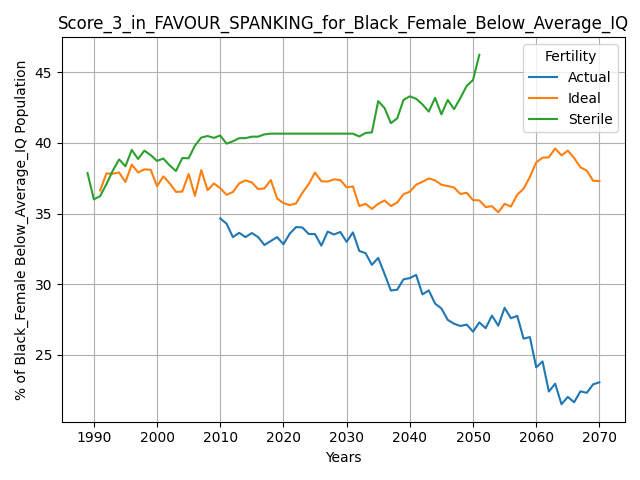 Score_3_in_FAVOUR_SPANKING_for_Black_Female_Below_Average_IQ
% of Black_Female Below_Average_IQ Population
45
40
35
30
25
Fertility
Actual
Ideal
Sterile
1990 2000 2010 2020 2030 2040 2050 2060 2070
Years